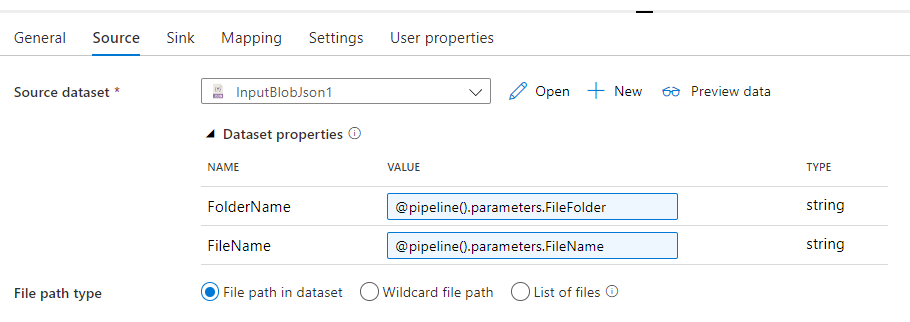 General Source Sink Mapping Settings User properties
Source dataset * InputBlobJson1 Open New Preview data
Dataset properties
NAME VALUE TYPE
FolderName @pipeline().parameters.FileFolder string
FileName @pipeline().parameters.FileName string
File path type File path in dataset Wildcard file path List of files